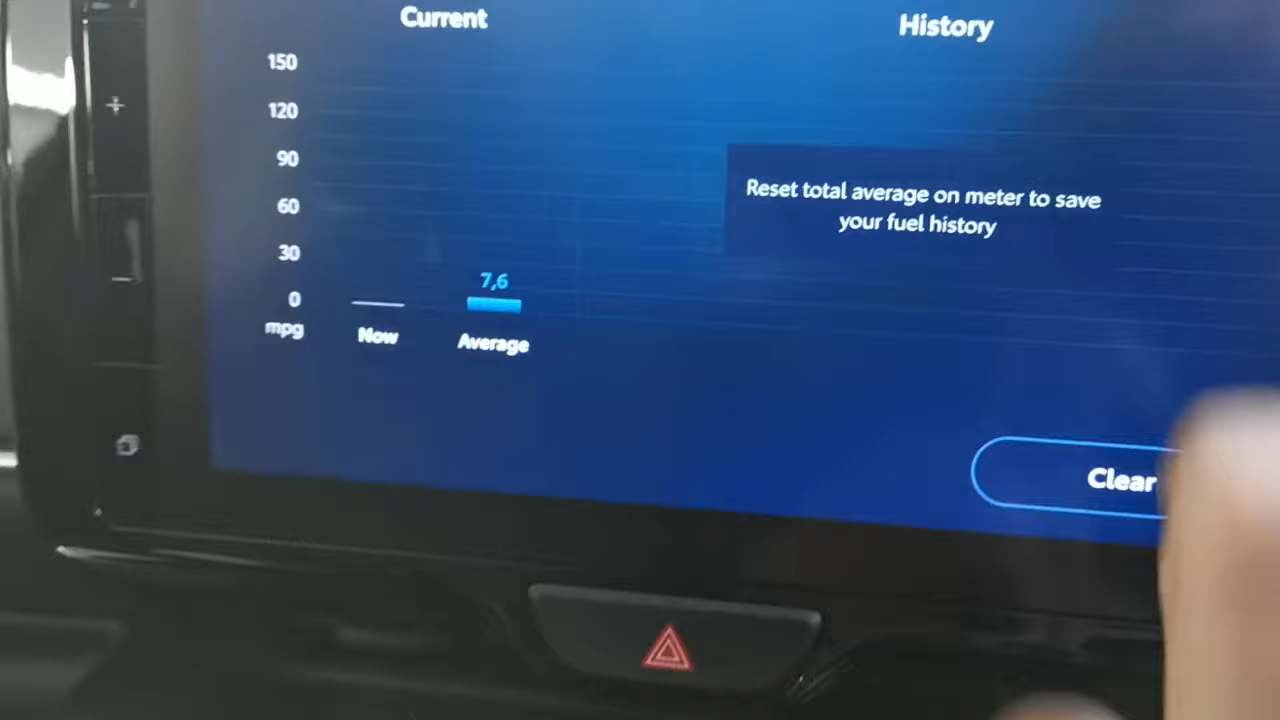 Current
History
150
120
90
60
30
0
mpg
7,6
Now
Average
Reset total average on meter to save
your fuel history
Clear